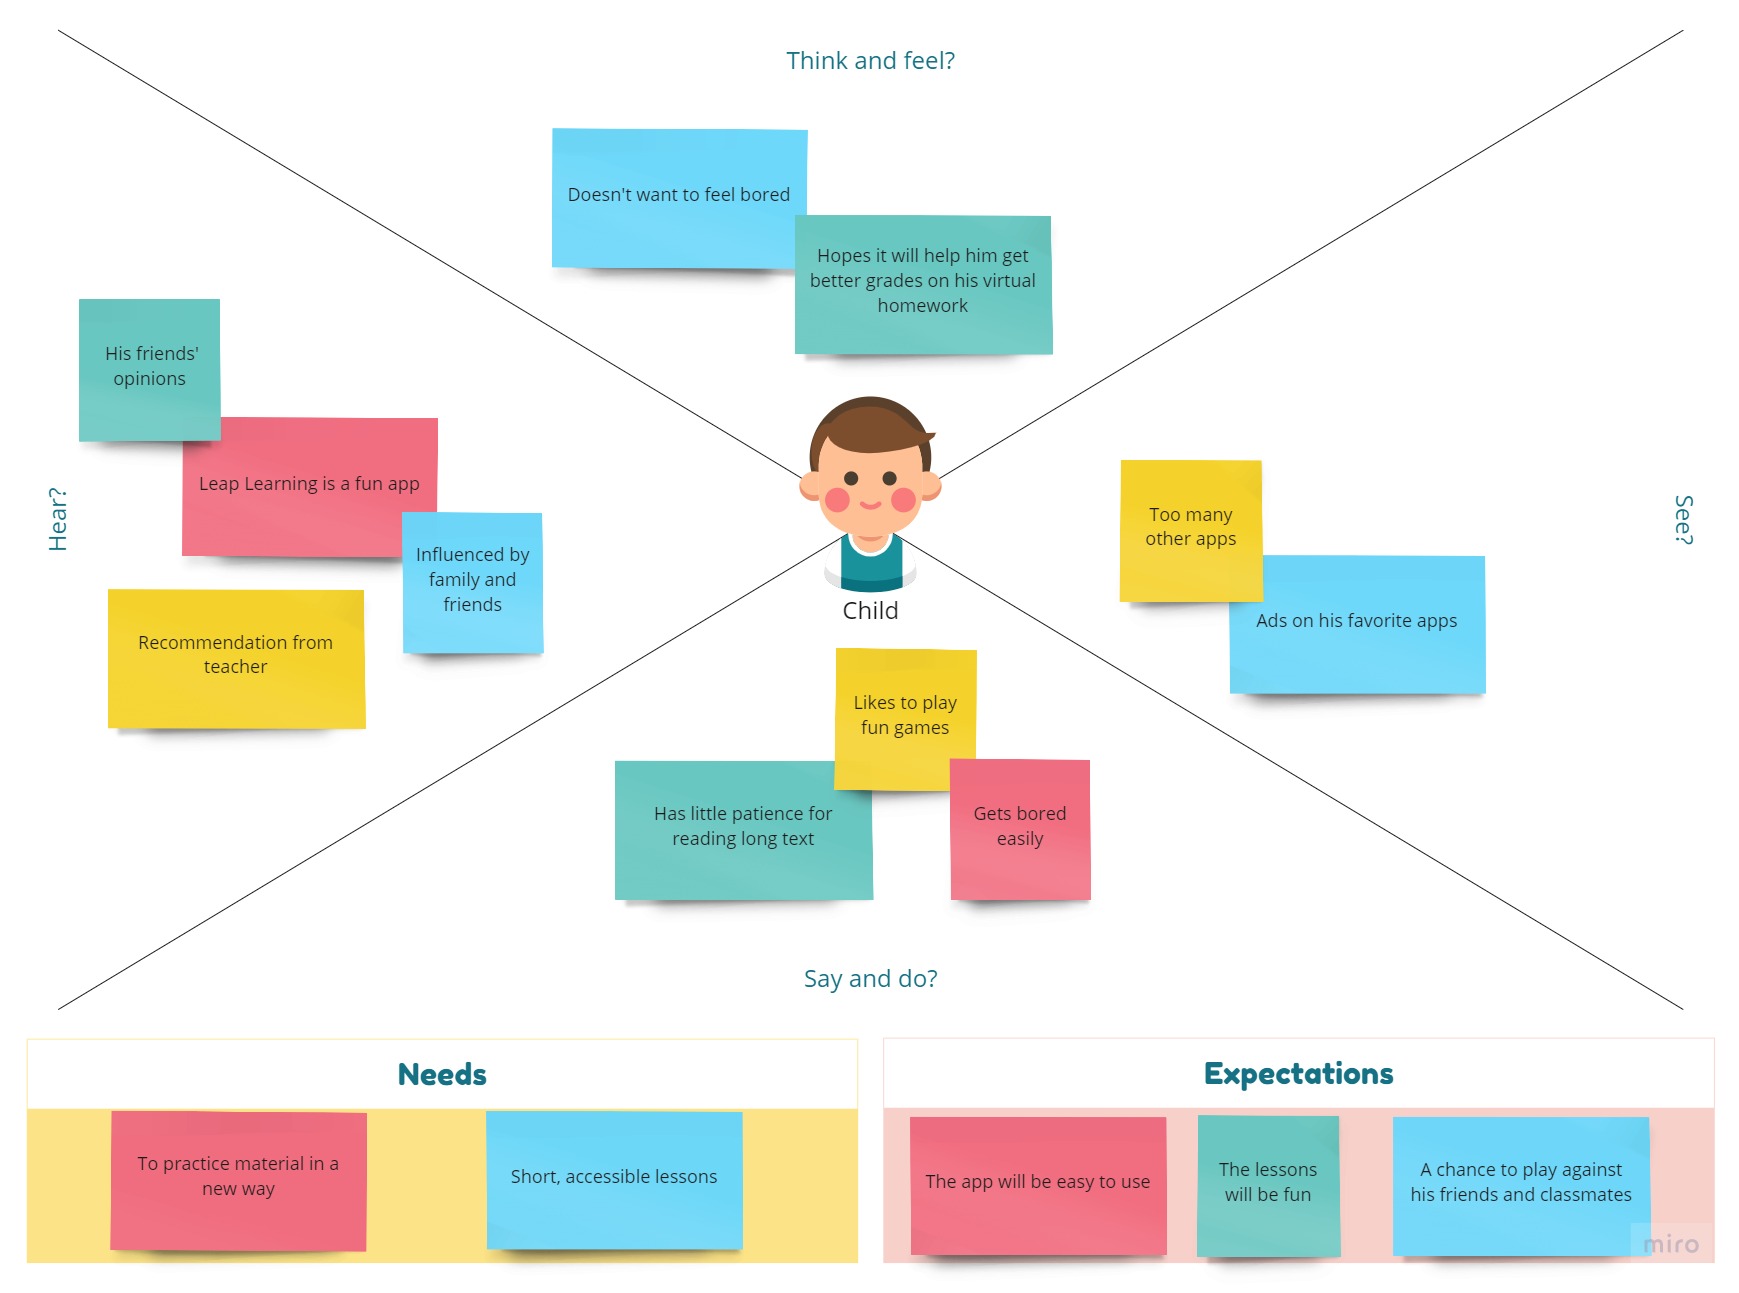 Think and feel?
Doesn't want to feel bored
Hopes it will help him get
better grades on his virtual
homework
Hear?
His friends'
opinions
Leap Learning is a fun app
Influenced by
family and
friends
Recommendation from
teacher
Child
See?
Too many
other apps
Ads on his favorite apps
Likes to play
fun games
Has little patience for
reading long text
Gets bored
easily
Say and do?
Needs
To practice material in a
new way
Short, accessible lessons
Expectations
The app will be easy to use
The lessons
will be fun
A chance to play against
his friends and classmates
miro